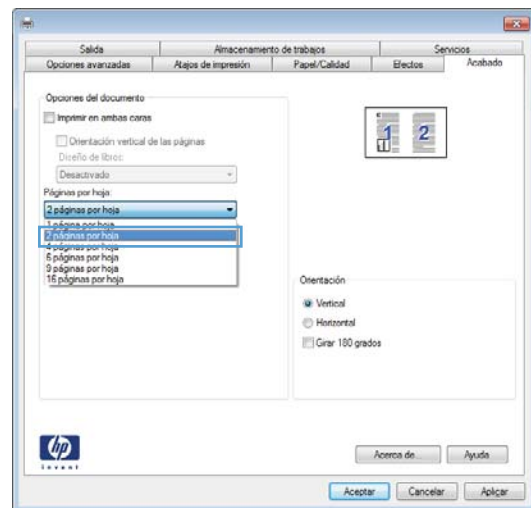 Salida Almacenamiento de trabajos Servicios
Opciones avanzadas Atajos de impresión Papel/Calidad Efectos Acabado
Opciones del documento
Imprimir en ambas caras
Orientación vertical de las páginas
Diseño de libros:
Desactivado
Páginas por hoja:
2 páginas por hoja
1 página por hoja
2 páginas por hoja
4 páginas por hoja
6 páginas por hoja
9 páginas por hoja
16 páginas por hoja
1 2
Orientación
Vertical
Horizontal
Girar 180 grados
hp
invent
Acerca de... Ayuda
Aceptar Cancelar Aplicar